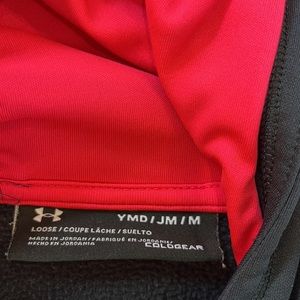 YMD / JM / M
LOOSE / COUPE LÂCHE / SUELTO
MADE IN JORDAN / FABRIQUÉ EN JORDANIE /
HECHO EN JORDANIA
COLDGEAR